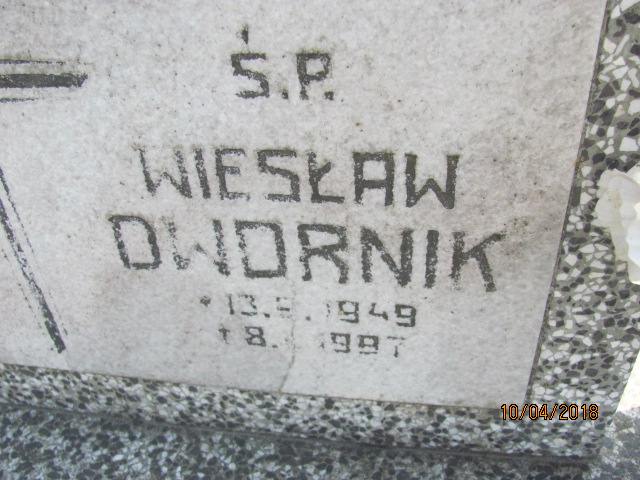 Ś.P.
WIESŁAW
DWORNIK
* 13. .1949
† 8. .1997
10/04/2018